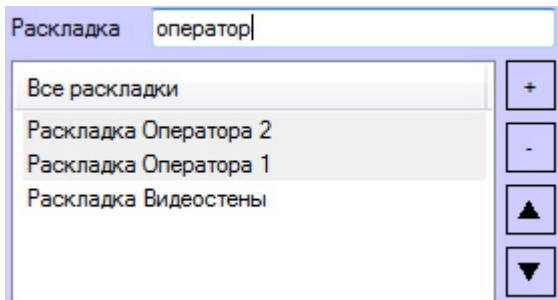 Раскладка оператор
Все раскладки +
Раскладка Оператора 2
-
Раскладка Оператора 1
Раскладка Видеостены